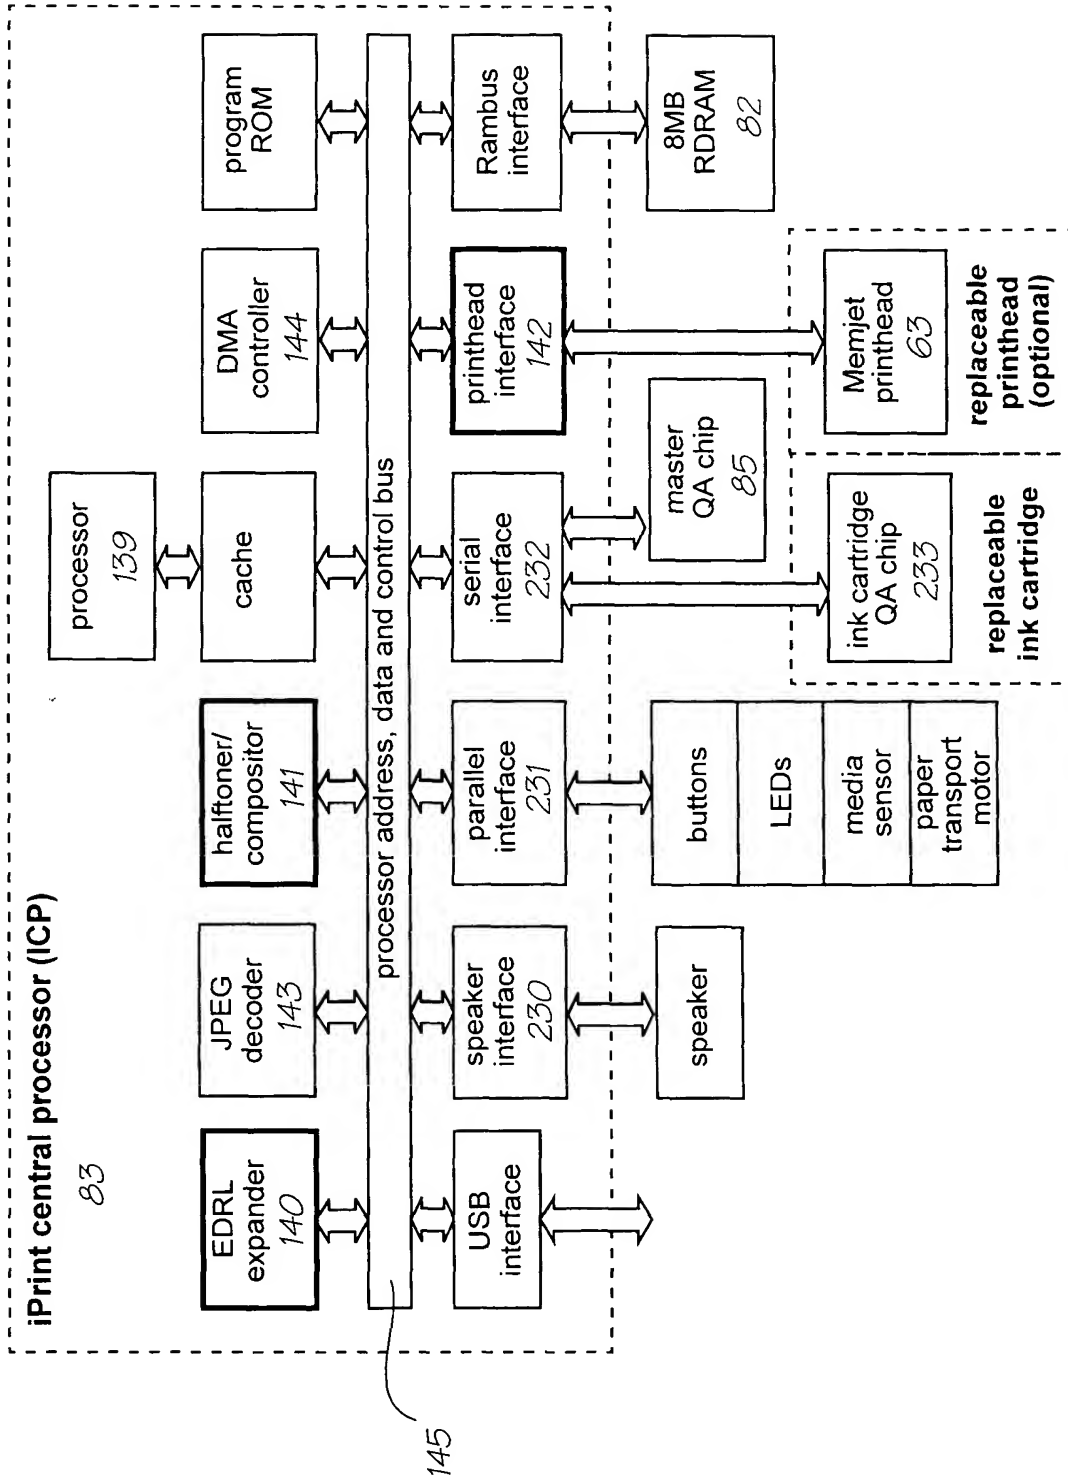 iPrint central processor (ICP)
83
processor
139
EDRL
expander
140
JPEG
decoder
143
halftoner/
compositor
141
cache
DMA
controller
144
program
ROM
processor address, data and control bus
145
USB
interface
speaker
interface
230
parallel
interface
231
serial
interface
232
printhead
interface
142
Rambus
interface
speaker
buttons
LEDs
media
sensor
paper
transport
motor
master
QA chip
85
8MB
RDRAM
82
ink cartridge
QA chip
233
replaceable
ink cartridge
Memjet
printhead
63
replaceable
printhead
(optional)